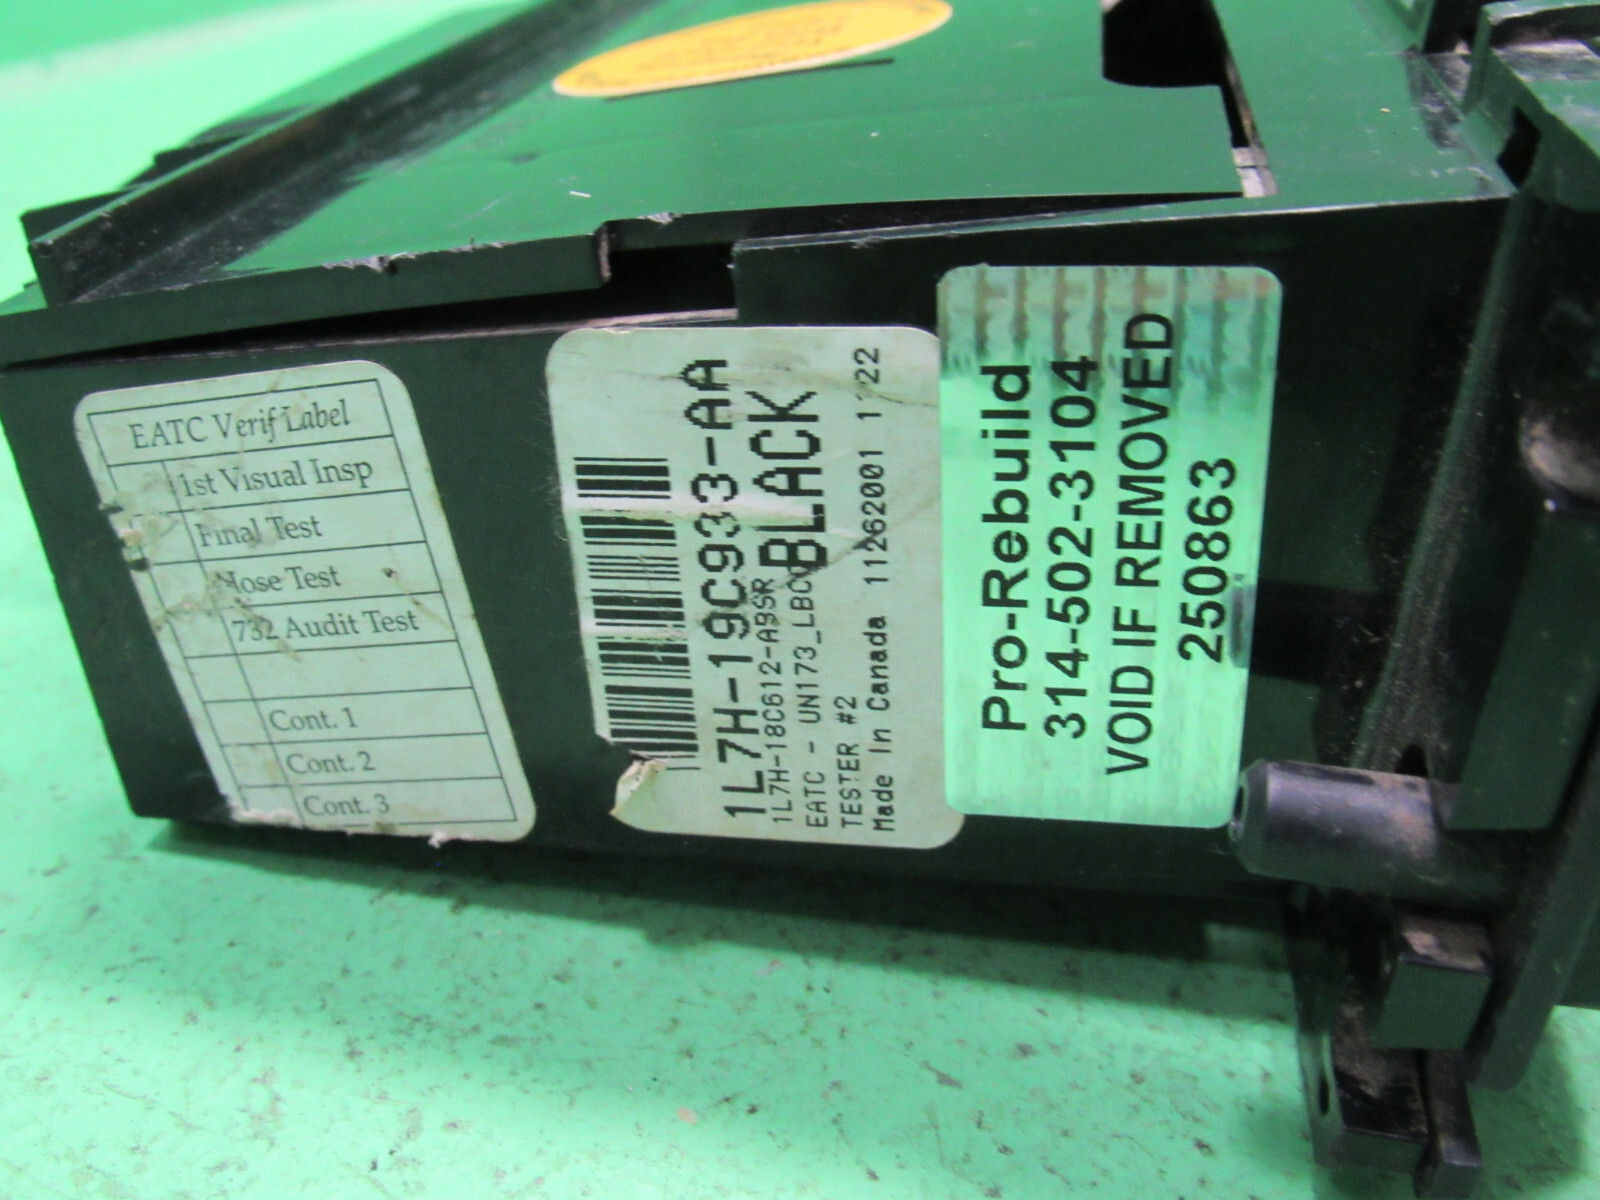 EATC Verif Label
1st Visual Insp
Final Test
Hose Test
732 Audit Test
Cont. 1
Cont. 2
Cont. 3
1L7H-19C933-AA
BLACK
1L7H-18C612-A9SR
EATC - UN173_LBCO
TESTER #2
Made In Canada 11262001
Pro-Rebuild
314-502-3104
VOID IF REMOVED
250863